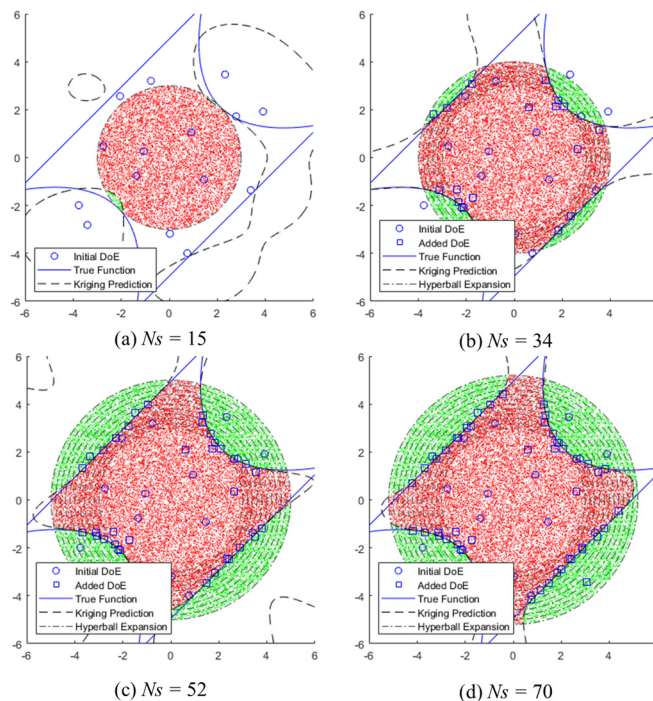 6
4
2
0
-2
-4
-6
-6 -4 -2 0 2 4 6
Initial DoE
True Function
Kriging Prediction
(a) Ns = 15
6
4
2
0
-2
-4
-6
-6 -4 -2 0 2 4
Initial DoE
Added DoE
True Function
Kriging Prediction
Hyperball Expansion
(b) Ns = 34
6
4
2
0
-2
-4
-6
-6 -4 -2 0 2 4 6
Initial DoE
Added DoE
True Function
Kriging Prediction
Hyperball Expansion
(c) Ns = 52
6
4
2
0
-2
-4
-6
-6 -4 -2 0 2 4
Initial DoE
Added DoE
True Function
Kriging Prediction
Hyperball Expansion
(d) Ns = 70